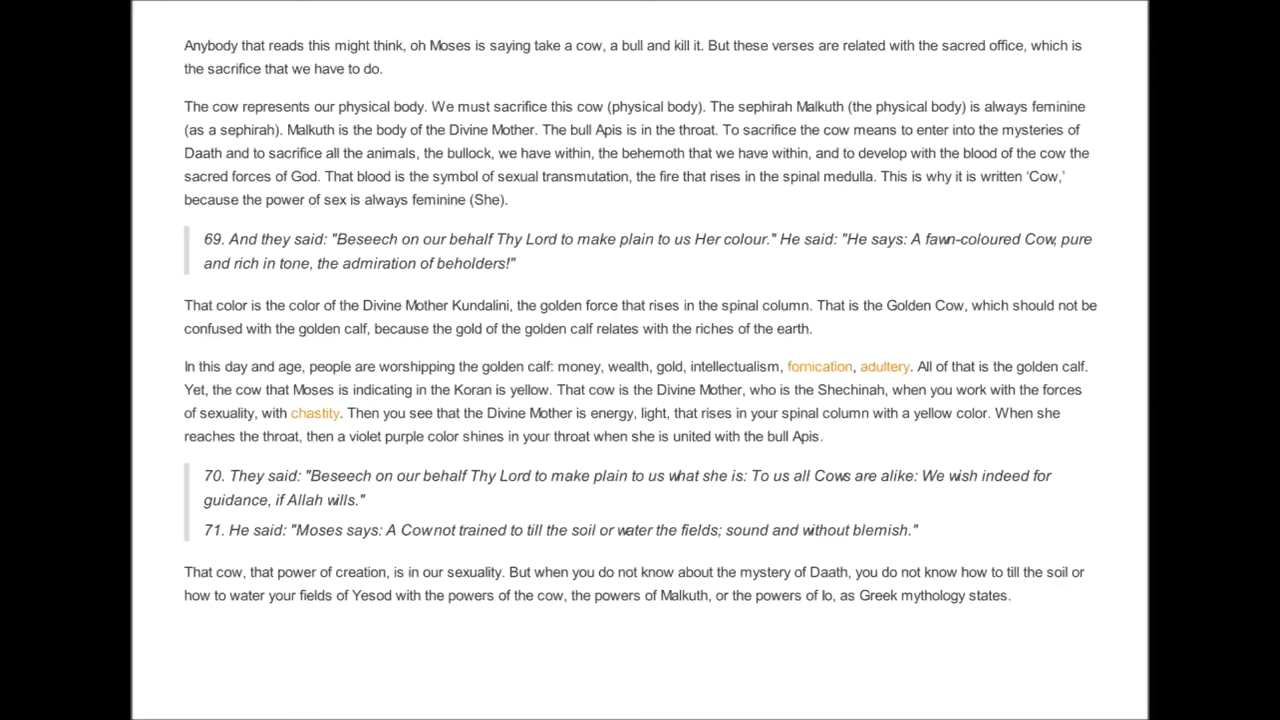 Anybody that reads this might think, oh Moses is saying take a cow, a bull and kill it. But these verses are related with the sacred office, which is
the sacrifice that we have to do.
The cow represents our physical body. We must sacrifice this cow (physical body). The sephirah Malkuth (the physical body) is always feminine
(as a sephirah). Malkuth is the body of the Divine Mother. The bull Apis is in the throat. To sacrifice the cow means to enter into the mysteries of
Daath and to sacrifice all the animals, the bullock, we have within, the behemoth that we have within, and to develop with the blood of the cow the
sacred forces of God. That blood is the symbol of sexual transmutation, the fire that rises in the spinal medulla. This is why it is written ‘Cow,’
because the power of sex is always feminine (She).
69. And they said: "Beseech on our behalf Thy Lord to make plain to us Her colour." He said: "He says: A fawn-coloured Cow, pure
and rich in tone, the admiration of beholders!"
That color is the color of the Divine Mother Kundalini, the golden force that rises in the spinal column. That is the Golden Cow, which should not be
confused with the golden calf, because the gold of the golden calf relates with the riches of the earth.
In this day and age, people are worshipping the golden calf: money, wealth, gold, intellectualism, fornication, adultery. All of that is the golden calf.
Yet, the cow that Moses is indicating in the Koran is yellow. That cow is the Divine Mother, who is the Shechinah, when you work with the forces
of sexuality, with chastity. Then you see that the Divine Mother is energy, light, that rises in your spinal column with a yellow color. When she
reaches the throat, then a violet purple color shines in your throat when she is united with the bull Apis.
70. They said: "Beseech on our behalf Thy Lord to make plain to us what she is: To us all Cows are alike: We wish indeed for
guidance, if Allah wills."
71. He said: "Moses says: A Cow not trained to till the soil or water the fields; sound and without blemish."
That cow, that power of creation, is in our sexuality. But when you do not know about the mystery of Daath, you do not know how to till the soil or
how to water your fields of Yesod with the powers of the cow, the powers of Malkuth, or the powers of Io, as Greek mythology states.